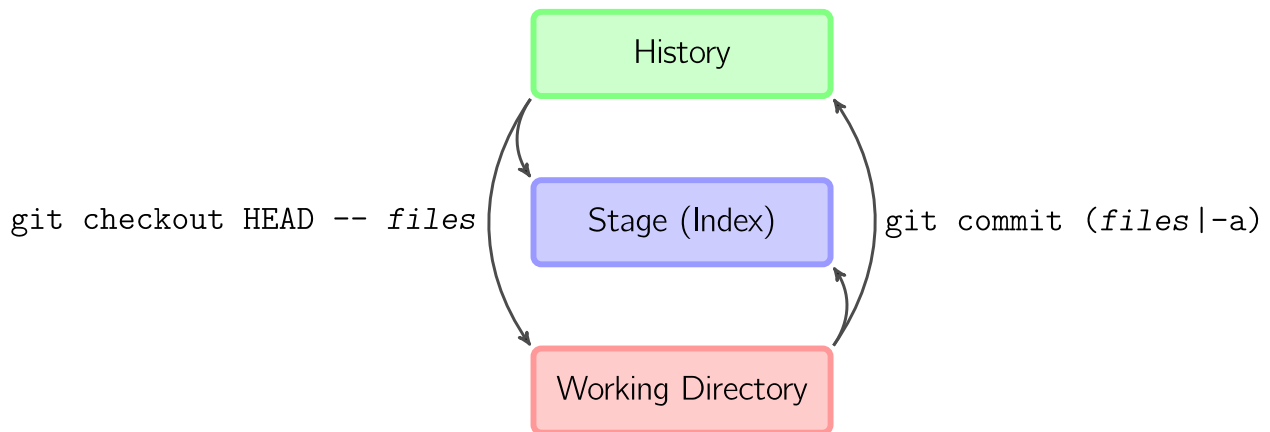 History
git checkout HEAD -- files
Stage (Index)
git commit (files|-a)
Working Directory